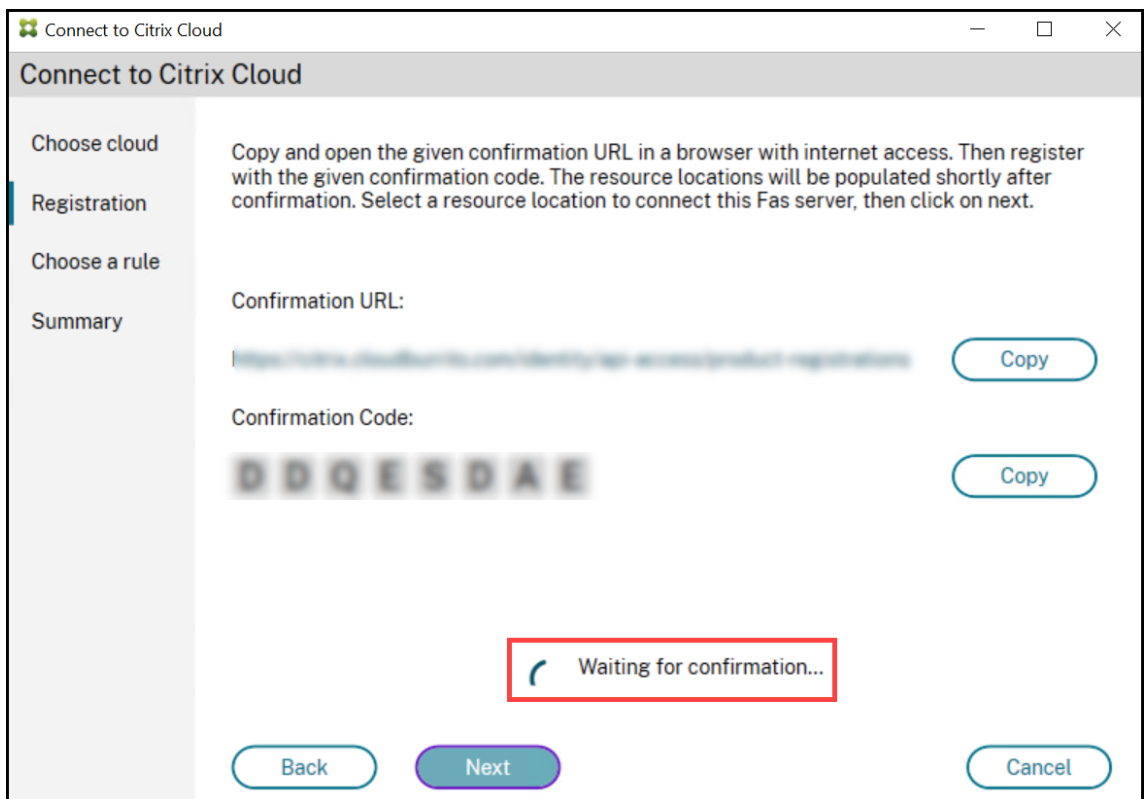 Connect to Citrix Cloud
Connect to Citrix Cloud
Choose cloud
Registration
Choose a rule
Summary
Copy and open the given confirmation URL in a browser with internet access. Then register
with the given confirmation code. The resource locations will be populated shortly after
confirmation. Select a resource location to connect this Fas server, then click on next.
Confirmation URL:
Copy
Confirmation Code:
Copy
Waiting for confirmation...
Back
Next
Cancel